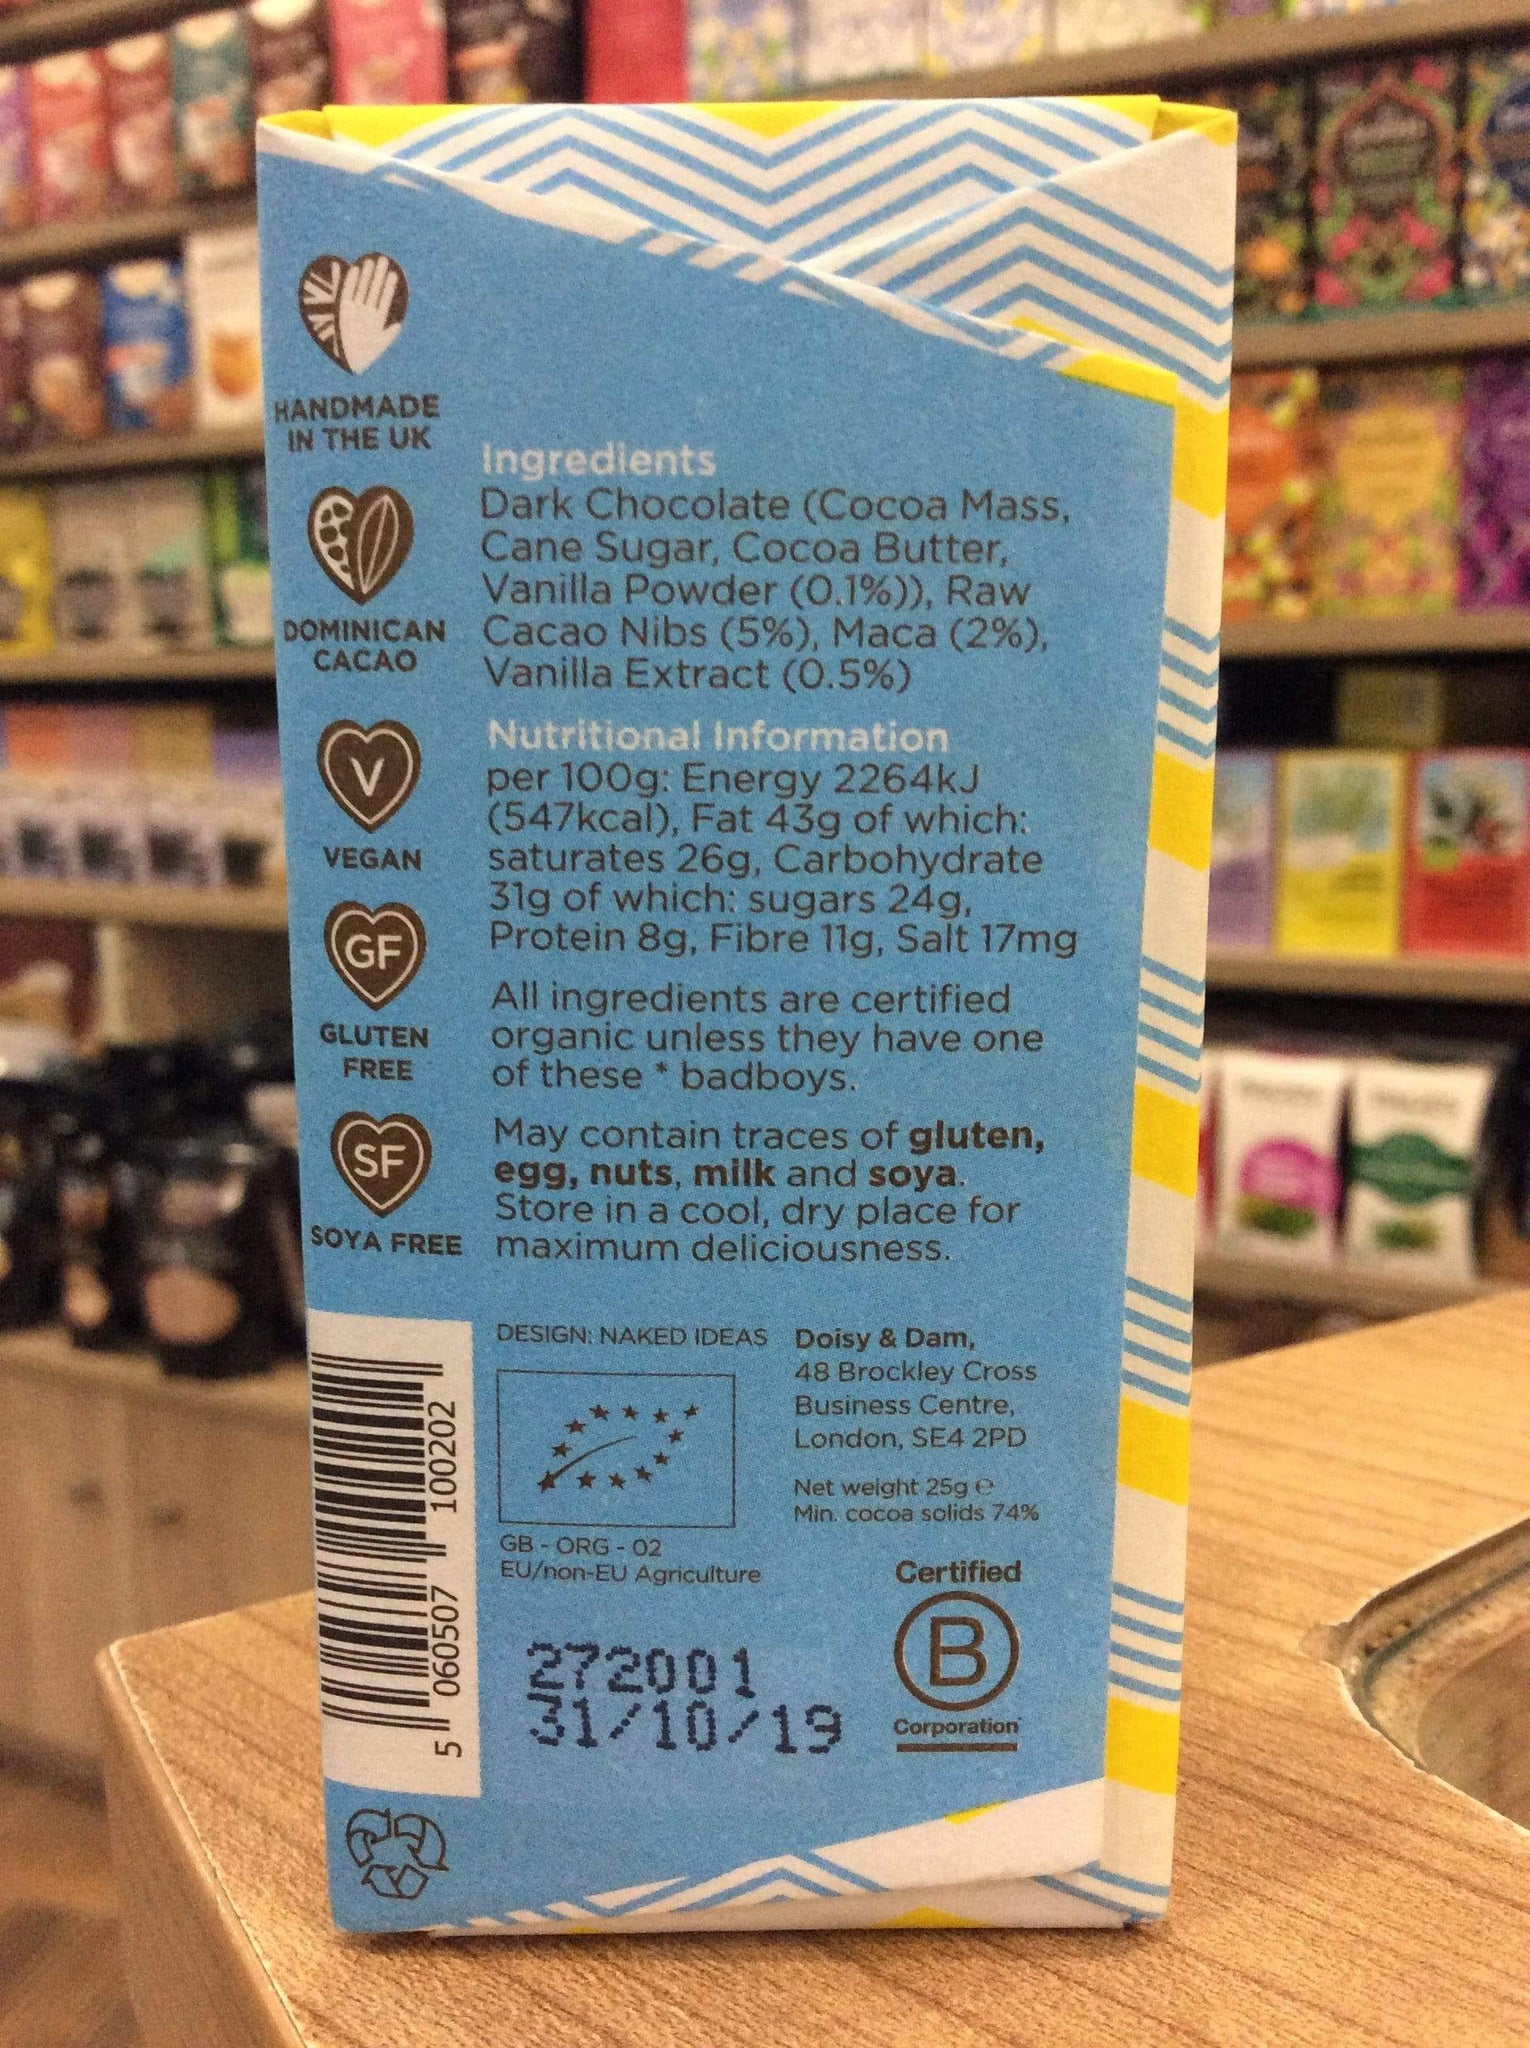 HANDMADE
IN THE UK
DOMINICAN
CACAO
V
VEGAN
GF
GLUTEN
FREE
SF
SOYA FREE
Ingredients
Dark Chocolate (Cocoa Mass,
Cane Sugar, Cocoa Butter,
Vanilla Powder (0.1%)), Raw
Cacao Nibs (5%), Maca (2%),
Vanilla Extract (0.5%)
Nutritional Information
per 100g: Energy 2264kJ
(547kcal), Fat 43g of which:
saturates 26g, Carbohydrate
31g of which: sugars 24g,
Protein 8g, Fibre 11g, Salt 17mg
All ingredients are certified
organic unless they have one
of these * badboys.
May contain traces of gluten,
egg, nuts, milk and soya.
Store in a cool, dry place for
maximum deliciousness.
DESIGN: NAKED IDEAS
Doisy & Dam,
48 Brockley Cross
Business Centre,
London, SE4 2PD
Net weight 25g ℮
Min. cocoa solids 74%
GB - ORG - 02
EU/non-EU Agriculture
Certified
B
Corporation
272001
31/10/19
5 060507 100202